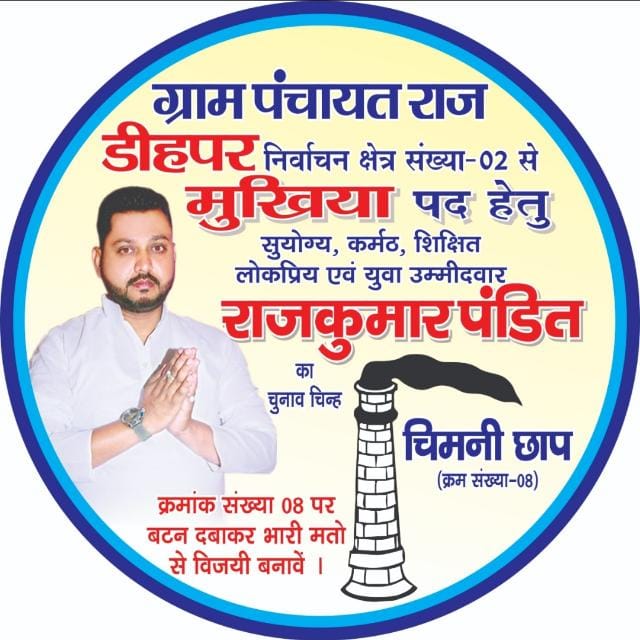 ग्राम पंचायत राज
डीहपर निर्वाचन क्षेत्र संख्या-02 से
मुखिया पद हेतु
सुयोग्य, कर्मठ, शिक्षित
लोकप्रिय एवं युवा उम्मीदवार
राजकुमार पंडित
का
चुनाव चिन्ह
चिमनी छाप
(क्रम संख्या-08)
क्रमांक संख्या 08 पर
बटन दबाकर भारी मतो
से विजयी बनावें ।